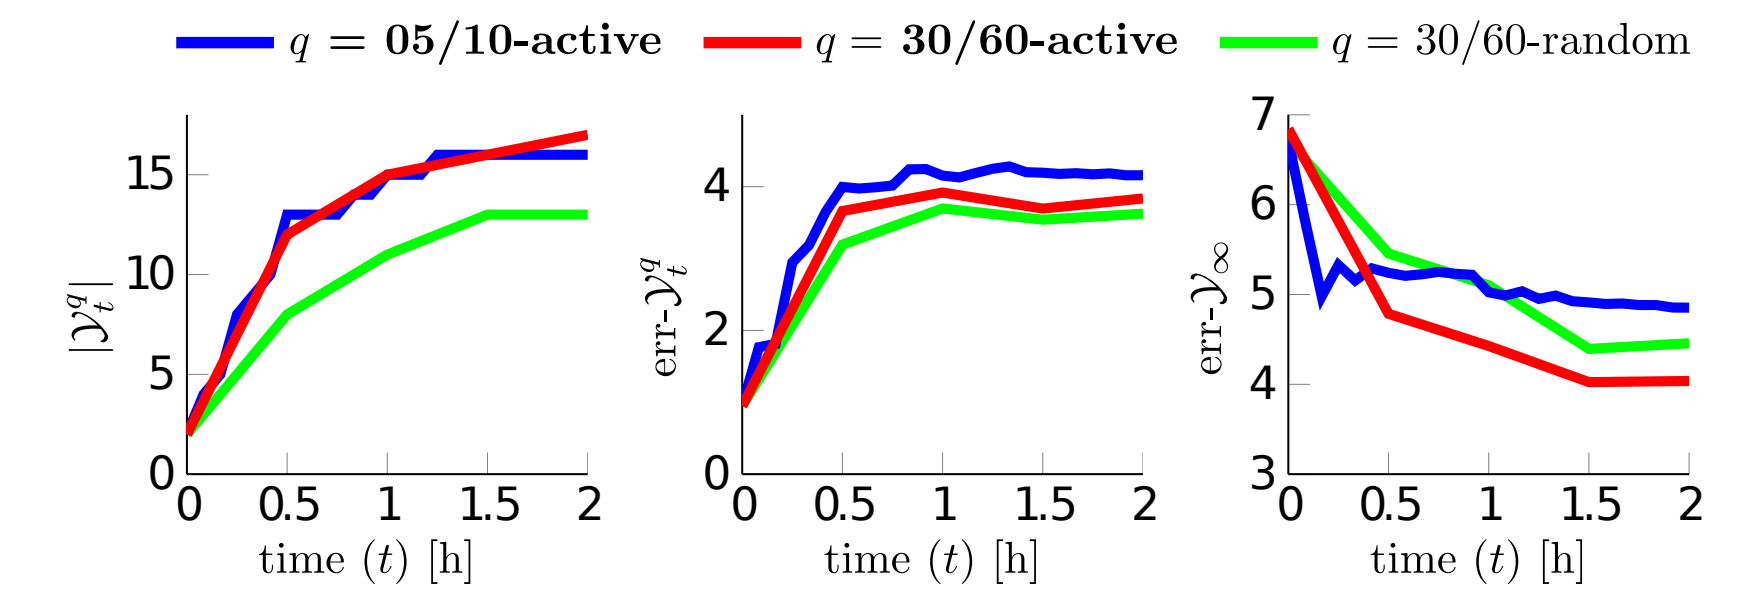 q = 05/10-active q = 30/60-active q = 30/60-random
|𝒴_t^q|
15
10
5
0
0 0.5 1 1.5 2
time (t) [h]
err-𝒴_t^q
4
2
0
0 0.5 1 1.5 2
time (t) [h]
err-𝒴_∞
7
6
5
4
3
0 0.5 1 1.5 2
time (t) [h]